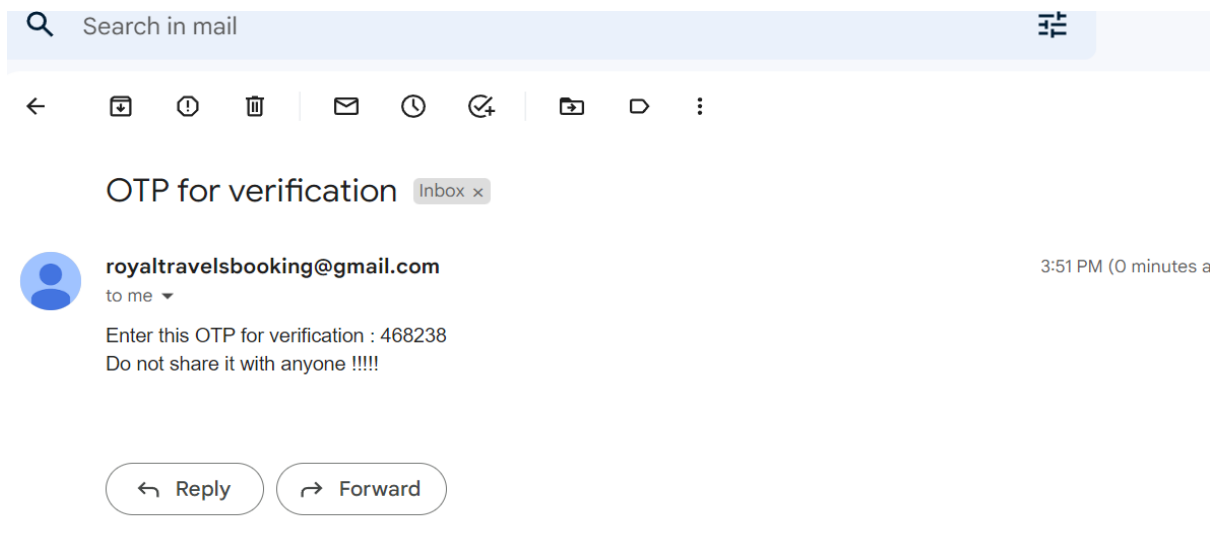 Search in mail
OTP for verification Inbox ×
royaltravelsbooking@gmail.com 3:51 PM (0 minutes a
to me
Enter this OTP for verification : 468238
Do not share it with anyone !!!!!
Reply Forward